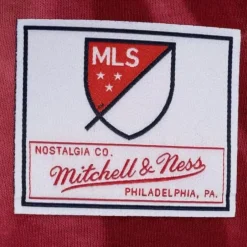 MLS
NOSTALGIA CO.
Mitchell & Ness
PHILADELPHIA, PA.